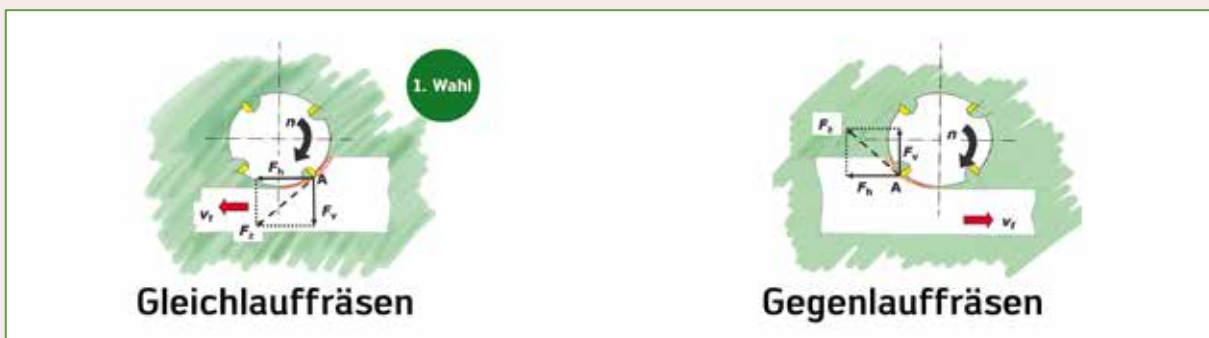 1. Wahl
n
Fh
A
Fv
vf
Fz
Gleichlauffräsen
Fz
Fv
n
Fh
A
vf
Gegenlauffräsen